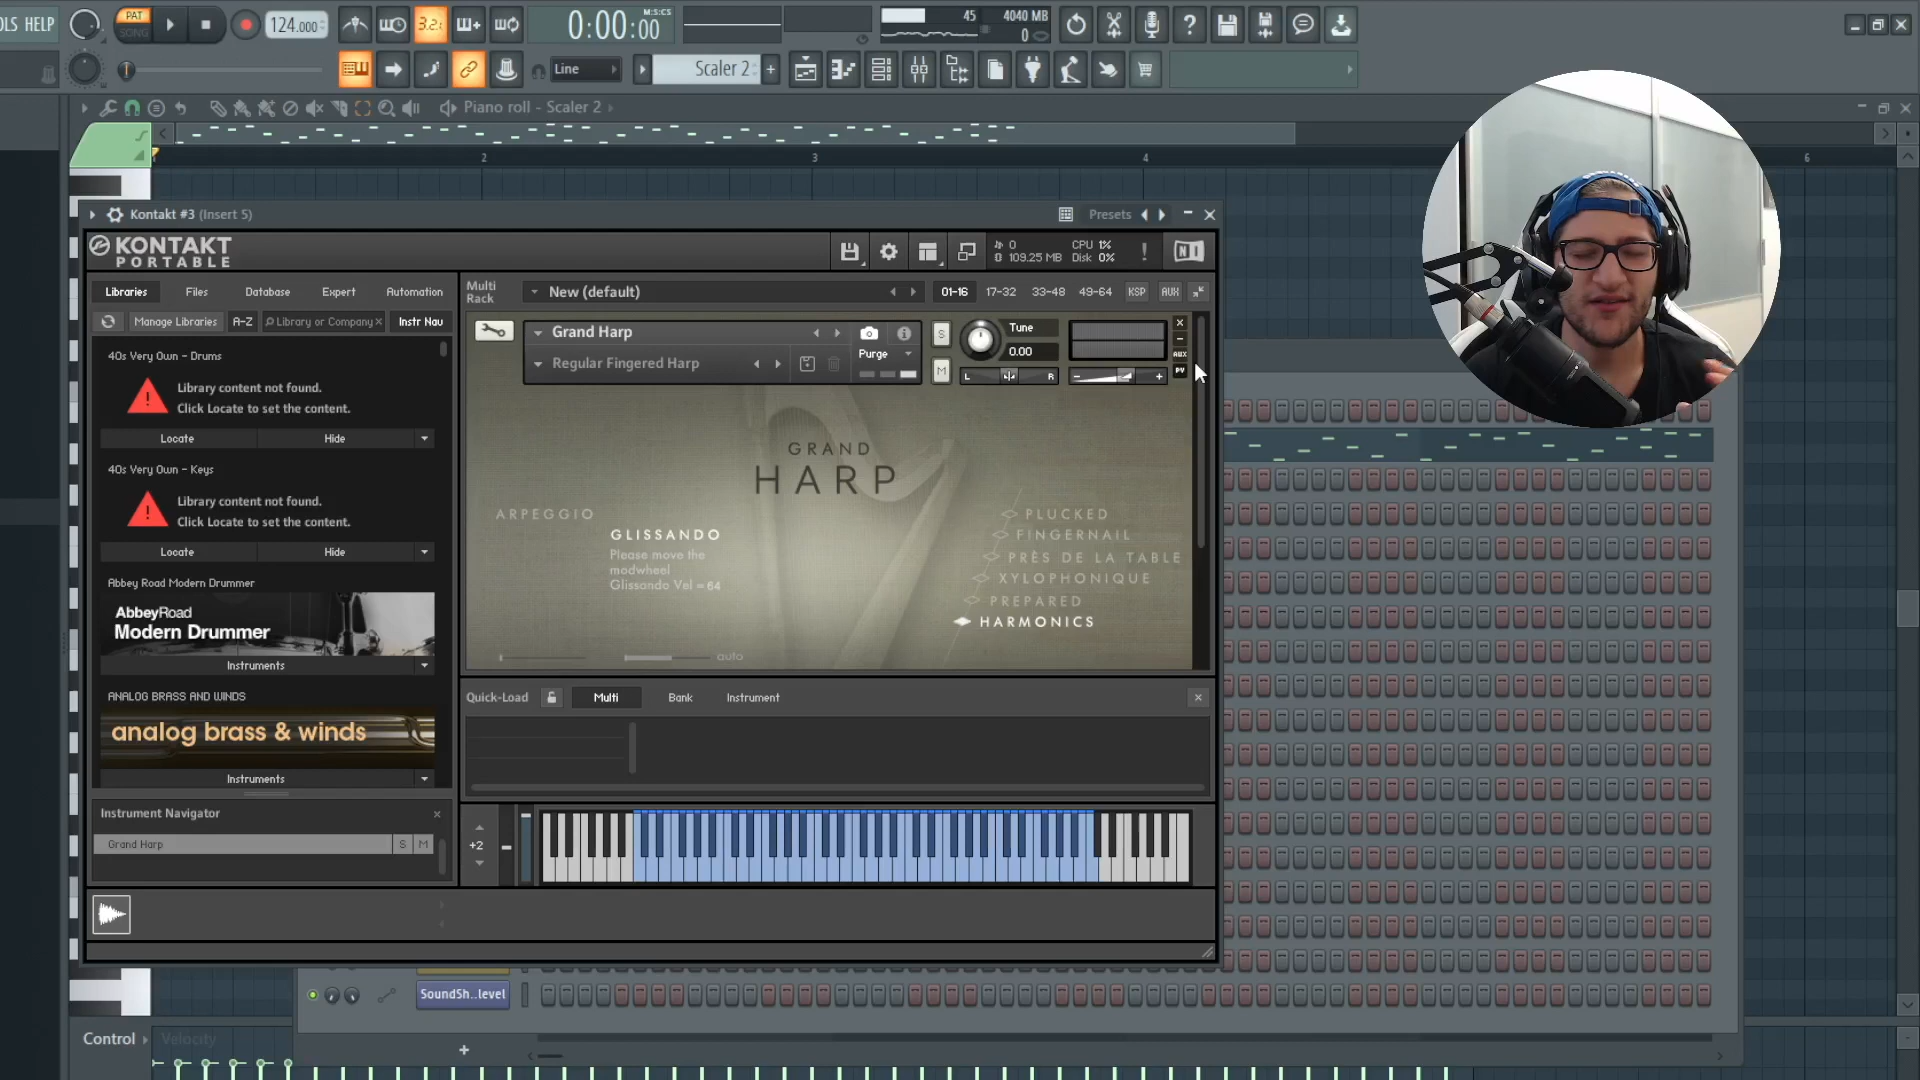 OLS HELP
PAT
SONG
124.000
3.2:
0:00:00
M:S:CS
45
4040 MB
0
Line
Scaler 2
Piano roll - Scaler 2
2
3
4
6
Kontakt #3 (Insert 5)
Presets
KONTAKT
PORTABLE
0
109.25 MB
CPU 1%
Disk 0%
NI
Libraries
Files
Database
Expert
Automation
Multi
Rack
New (default)
01-16
17-32
33-48
49-64
KSP
AUX
Manage Libraries
A-Z
Library or Company
Instr Nav
Grand Harp
Purge
Regular Fingered Harp
S
M
Tune
0.00
L
R
AUX
PV
40s Very Own - Drums
Library content not found.
Click Locate to set the content.
Locate
Hide
40s Very Own - Keys
Library content not found.
Click Locate to set the content.
Locate
Hide
Abbey Road Modern Drummer
AbbeyRoad
Modern Drummer
Instruments
ANALOG BRASS AND WINDS
analog brass & winds
Instruments
GRAND
HARP
ARPEGGIO
GLISSANDO
Please move the
modwheel
Glissando Vel = 64
auto
PLUCKED
FINGERNAIL
PRÈS DE LA TABLE
XYLOPHONIQUE
PREPARED
HARMONICS
Quick-Load
Multi
Bank
Instrument
Instrument Navigator
Grand Harp
S
M
+2
SoundSh..level
Control
Velocity